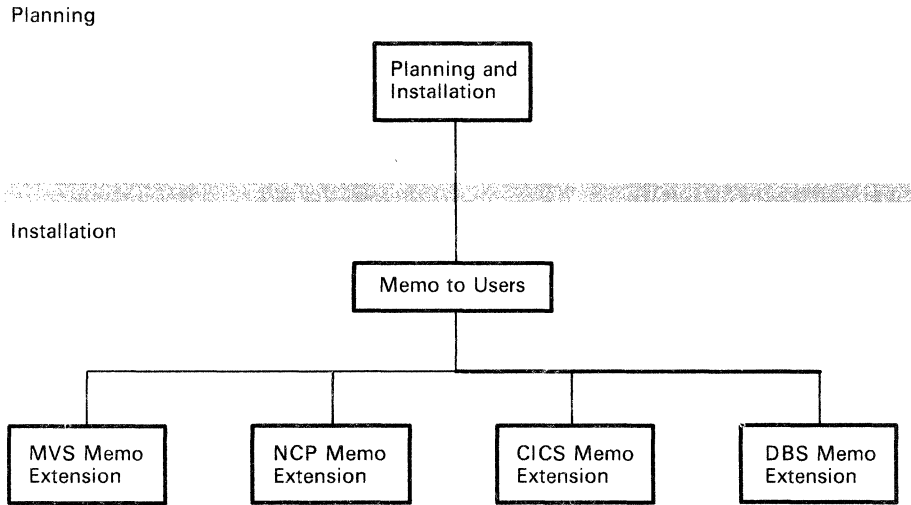 Planning
Planning and
Installation
Installation
Memo to Users
MVS Memo
Extension
NCP Memo
Extension
CICS Memo
Extension
DBS Memo
Extension